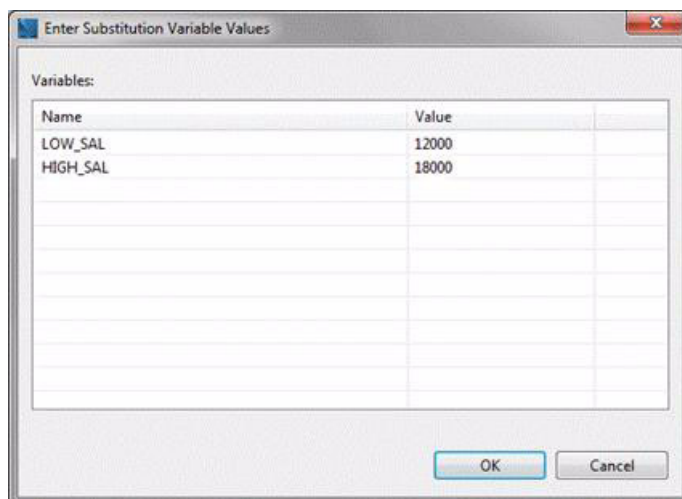 Enter Substitution Variable Values
Variables:
Name Value
LOW_SAL 12000
HIGH_SAL 18000
OK Cancel